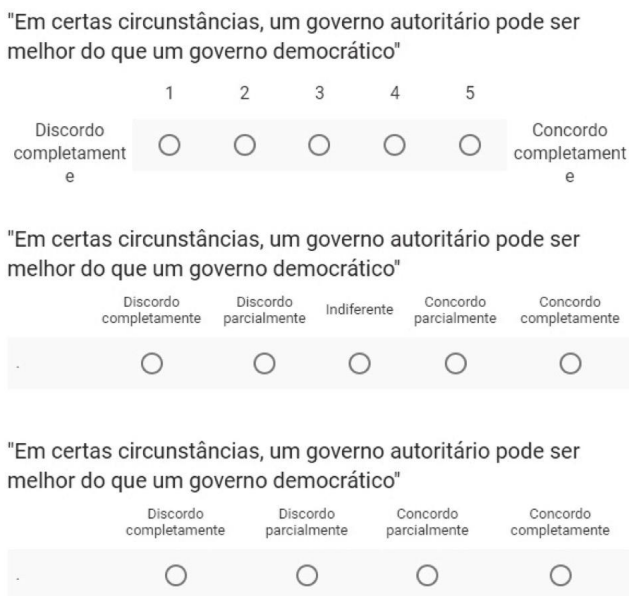 "Em certas circunstâncias, um governo autoritário pode ser
melhor do que um governo democrático"
1 2 3 4 5
Discordo Concordo
completament completament
e e
"Em certas circunstâncias, um governo autoritário pode ser
melhor do que um governo democrático"
Discordo Discordo Indiferente Concordo Concordo
completamente parcialmente parcialmente completamente
.
"Em certas circunstâncias, um governo autoritário pode ser
melhor do que um governo democrático"
Discordo Discordo Concordo Concordo
completamente parcialmente parcialmente completamente
.